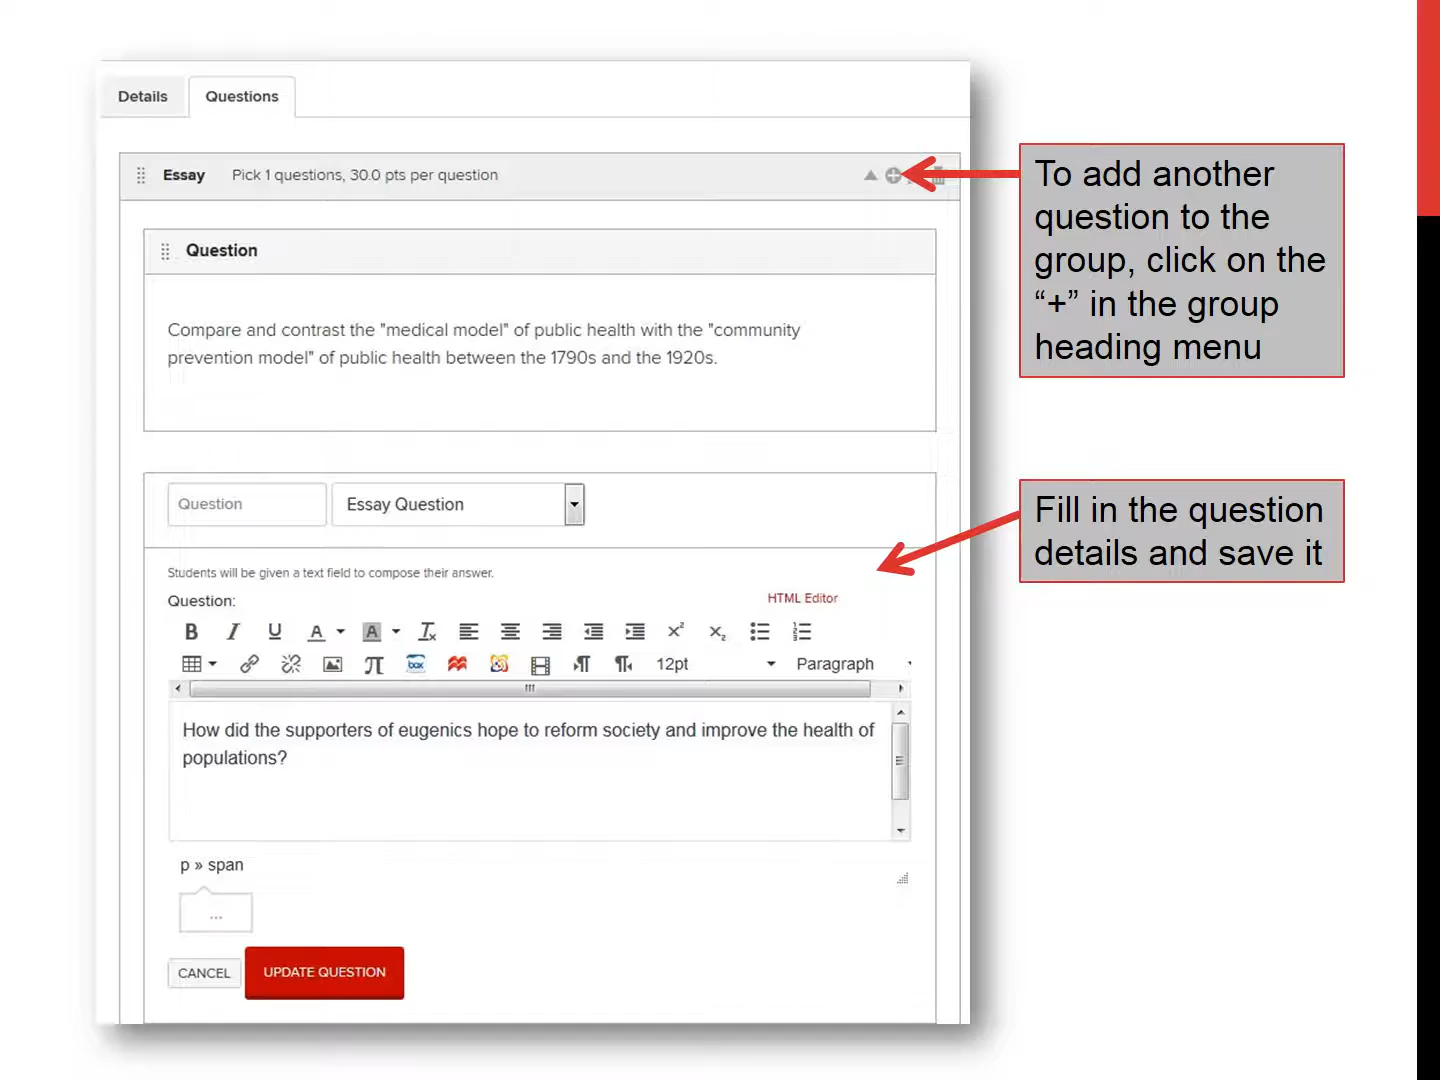 Details Questions
Essay Pick 1 questions, 30.0 pts per question
Question
Compare and contrast the "medical model" of public health with the "community
prevention model" of public health between the 1790s and the 1920s.
Question Essay Question
Students will be given a text field to compose their answer.
Question: HTML Editor
B I U A A Tx x² x₂
π box 12pt Paragraph
How did the supporters of eugenics hope to reform society and improve the health of
populations?
p » span
...
CANCEL UPDATE QUESTION
To add another
question to the
group, click on the
“+” in the group
heading menu
Fill in the question
details and save it